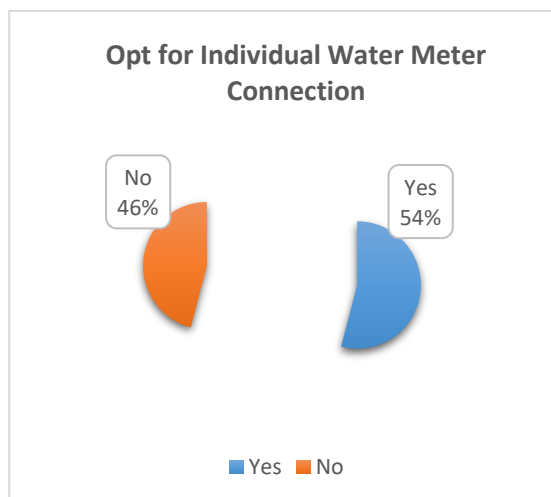 Opt for Individual Water Meter
Connection
No
46%
Yes
54%
Yes No